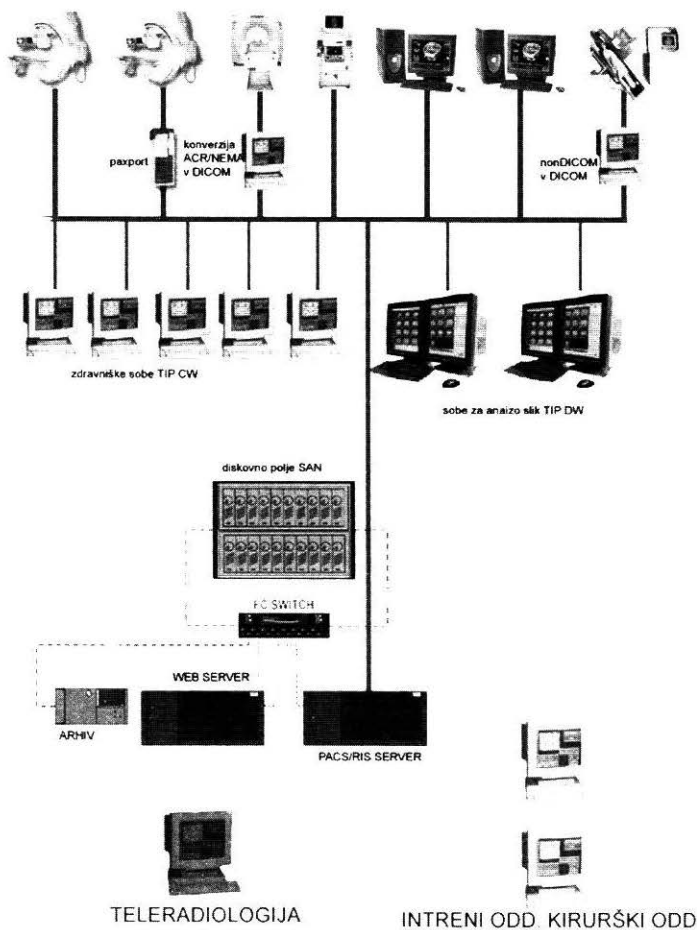 paxport
konverzija
ACR/NEMA
v DICOM
nonDICOM
v DICOM
zdravniške sobe TIP CW
sobe za anaizo slik TIP DW
diskovno polje SAN
FC SWITCH
WEB SERVER
ARHIV
PACS/RIS SERVER
TELERADIOLOGIJA
INTRENI ODD. KIRURŠKI ODD